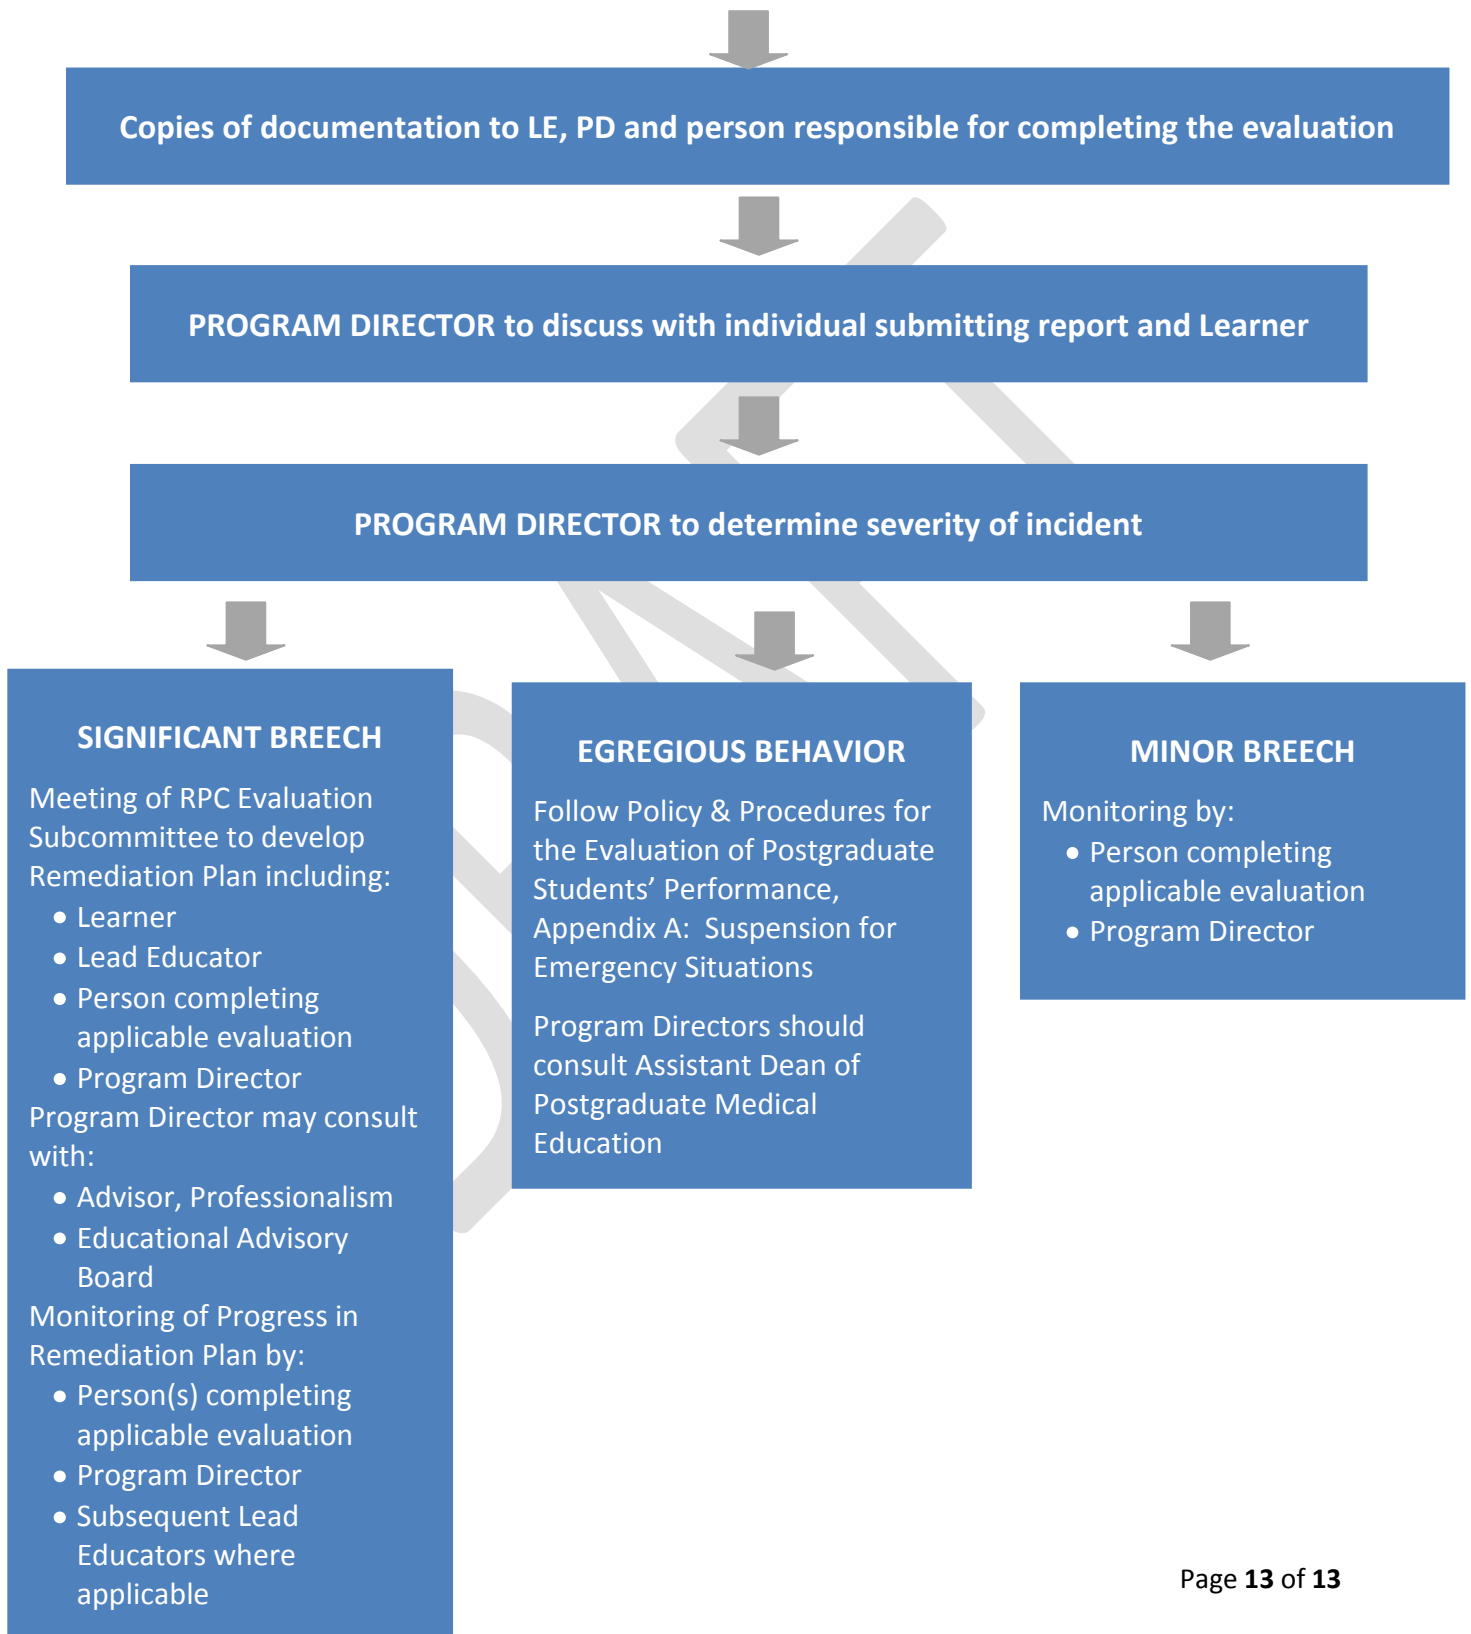 Copies of documentation to LE, PD and person responsible for completing the evaluation
PROGRAM DIRECTOR to discuss with individual submitting report and Learner
PROGRAM DIRECTOR to determine severity of incident
SIGNIFICANT BREECH
Meeting of RPC Evaluation
Subcommittee to develop
Remediation Plan including:
• Learner
• Lead Educator
• Person completing
applicable evaluation
• Program Director
Program Director may consult
with:
• Advisor, Professionalism
• Educational Advisory
Board
Monitoring of Progress in
Remediation Plan by:
• Person(s) completing
applicable evaluation
• Program Director
• Subsequent Lead
Educators where
applicable
EGREGIOUS BEHAVIOR
Follow Policy & Procedures for
the Evaluation of Postgraduate
Students’ Performance,
Appendix A:  Suspension for
Emergency Situations
Program Directors should
consult Assistant Dean of
Postgraduate Medical
Education
MINOR BREECH
Monitoring by:
• Person completing
applicable evaluation
• Program Director
Page 13 of 13